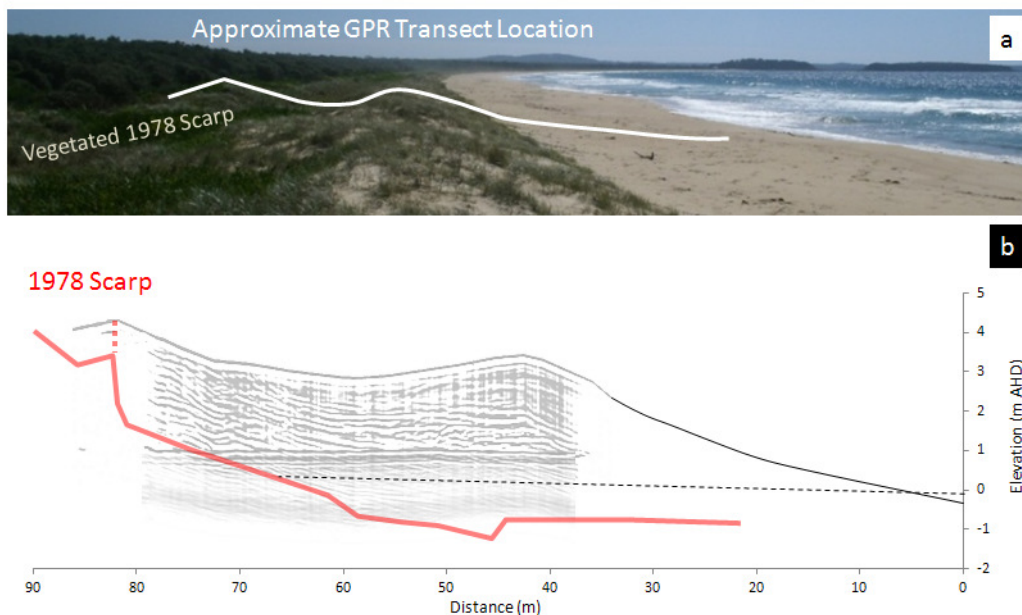 Approximate GPR Transect Location
a
Vegetated 1978 Scarp
b
1978 Scarp
5
4
3
2
1
0
-1
-2
Elevation (m AHD)
90
80
70
60
50
40
30
20
10
0
Distance (m)